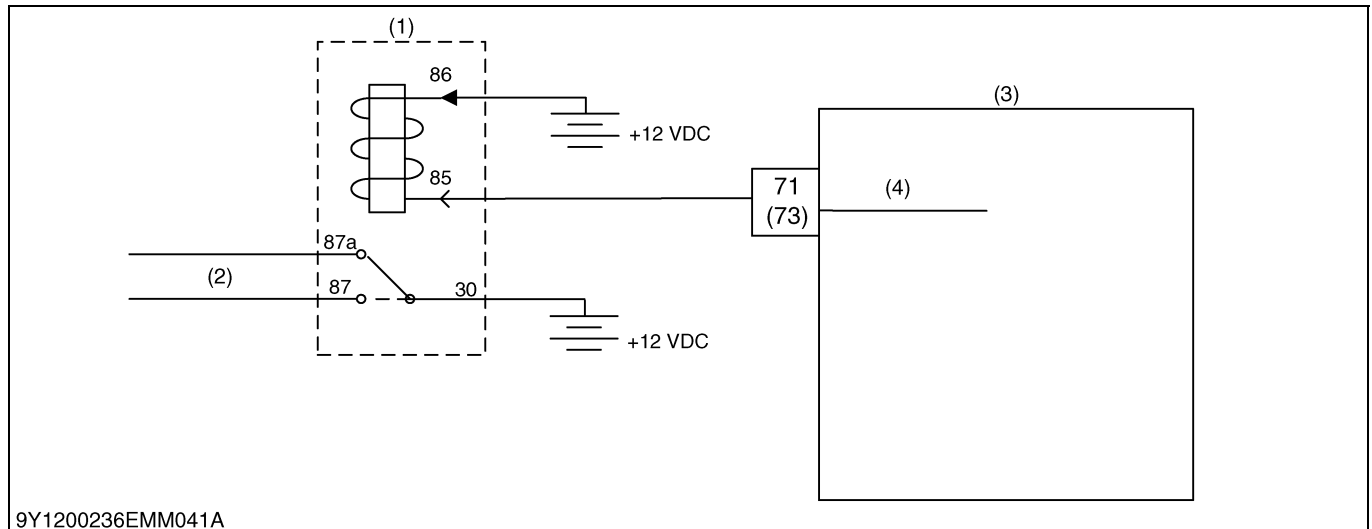 (1)
86
+12 VDC
(3)
85
71
(73)
(4)
87a
(2)
87
30
+12 VDC
9Y1200236EMM041A